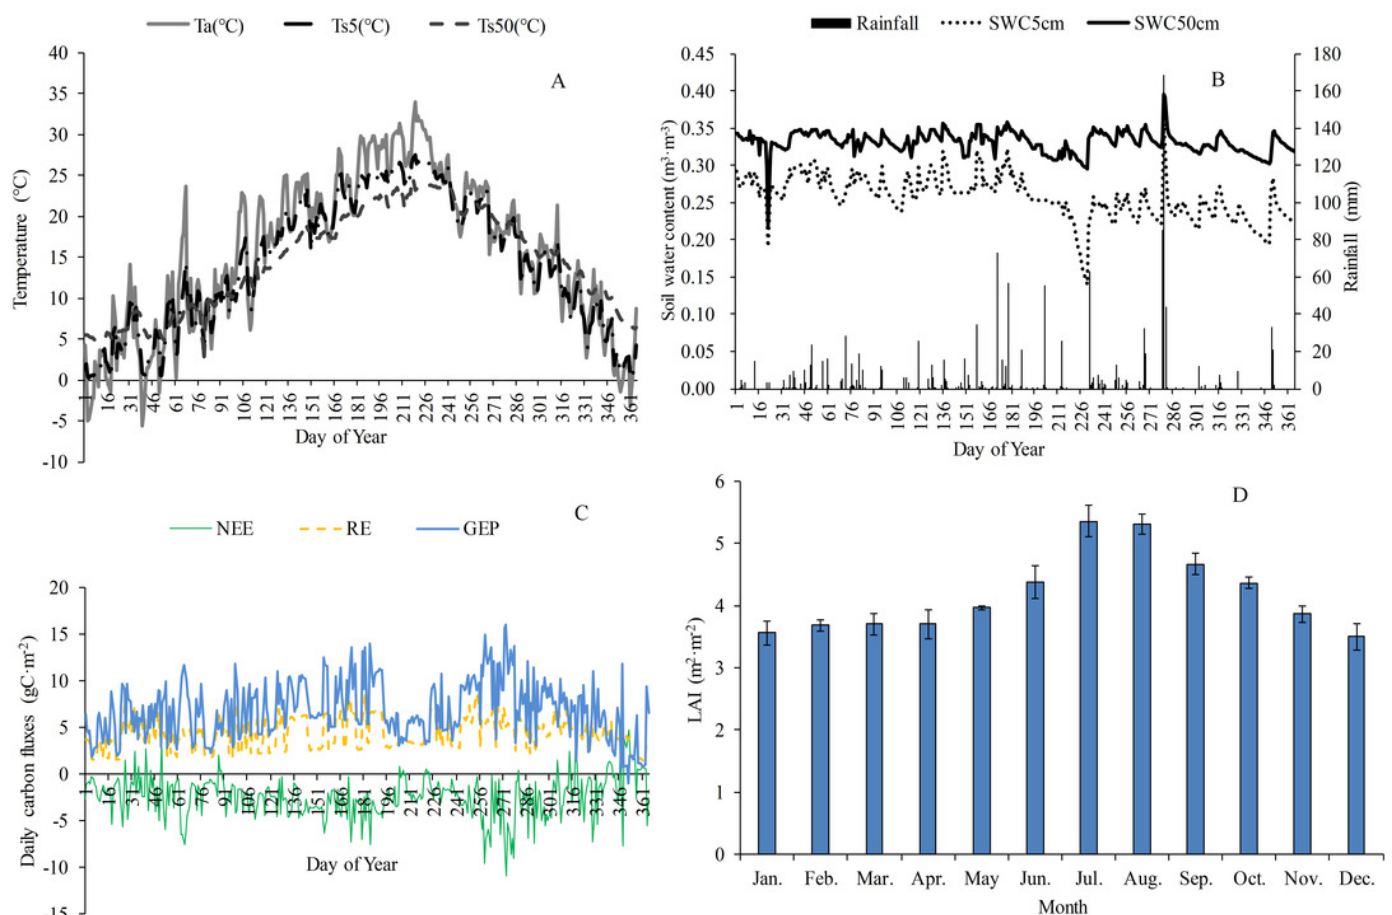 Ta(°C) Ts5(°C) Ts50(°C)
A
40
35
30
25
20
15
10
5
0
-5
-10
Temperature (°C)
1 16 31 46 61 76 91 106 121 136 151 166 181 196 211 226 241 256 271 286 301 316 331 346 361
Day of Year
Rainfall SWC5cm SWC50cm
B
0.45
0.40
0.35
0.30
0.25
0.20
0.15
0.10
0.05
0.00
Soil water content (m³·m⁻³)
180
160
140
120
100
80
60
40
20
0
Rainfall (mm)
1 16 31 46 61 76 91 106 121 136 151 166 181 196 211 226 241 256 271 286 301 316 331 346 361
Day of Year
C
NEE RE GEP
20
15
10
5
0
-5
-10
-15
Daily carbon fluxes (gC·m⁻²)
1 16 31 46 61 76 91 106 121 136 151 166 181 196 211 226 241 256 271 286 301 316 331 346 361
Day of Year
D
6
5
4
3
2
1
0
LAI (m²·m⁻²)
Jan. Feb. Mar. Apr. May Jun. Jul. Aug. Sep. Oct. Nov. Dec.
Month